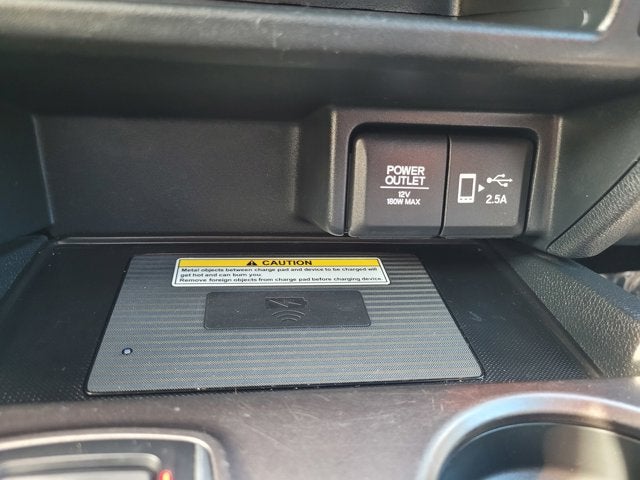 POWER
OUTLET
12V
180W MAX
2.5A
CAUTION
Metal objects between charge pad and device to be charged will
get hot and can burn you.
Remove foreign objects from charge pad before charging device.